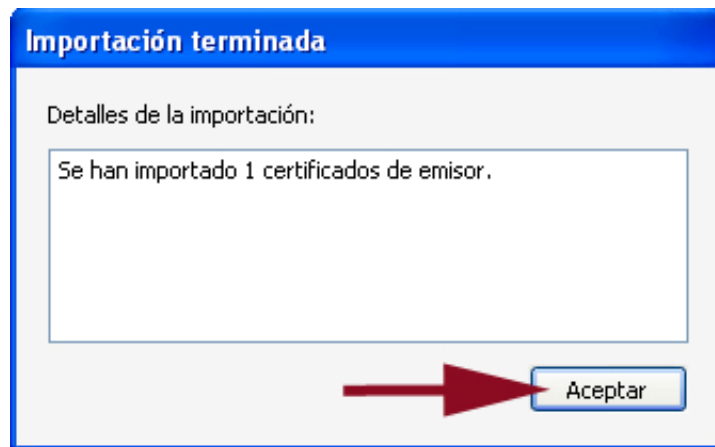 Importación terminada
Detalles de la importación:
Se han importado 1 certificados de emisor.
Aceptar